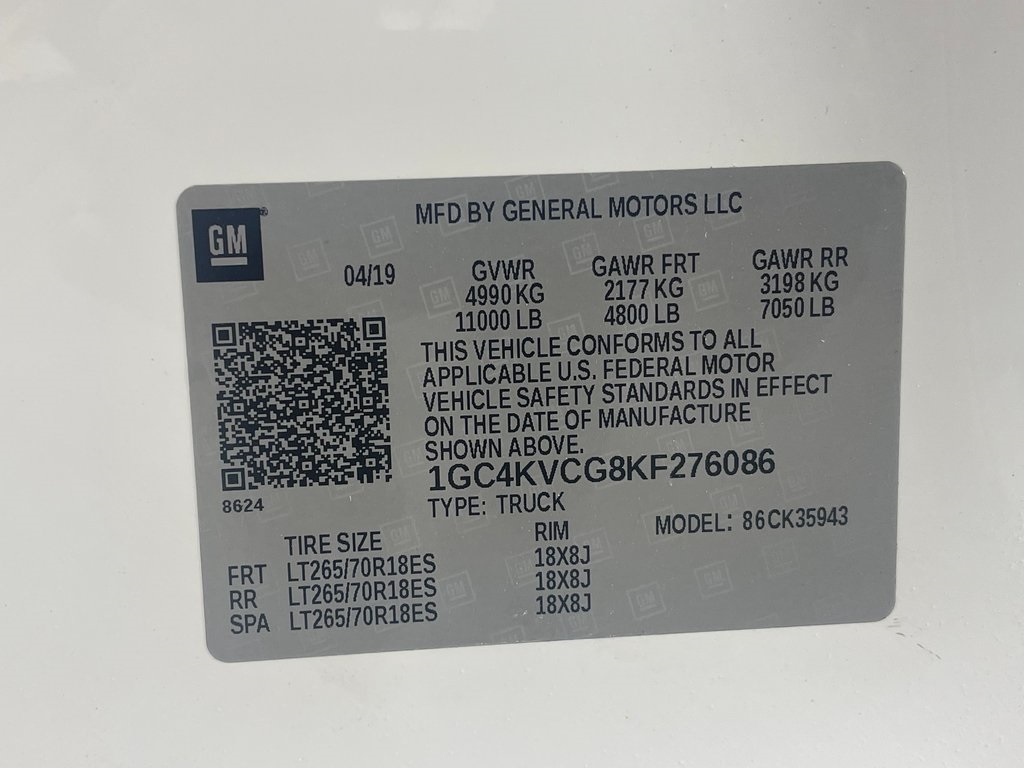 GM
MFD BY GENERAL MOTORS LLC
04/19
GVWR GAWR FRT GAWR RR
4990 KG 2177 KG 3198 KG
11000 LB 4800 LB 7050 LB
THIS VEHICLE CONFORMS TO ALL
APPLICABLE U.S. FEDERAL MOTOR
VEHICLE SAFETY STANDARDS IN EFFECT
ON THE DATE OF MANUFACTURE
SHOWN ABOVE.
1GC4KVCG8KF276086
8624
TYPE: TRUCK
MODEL: 86CK35943
TIRE SIZE RIM
FRT LT265/70R18ES 18X8J
RR LT265/70R18ES 18X8J
SPA LT265/70R18ES 18X8J